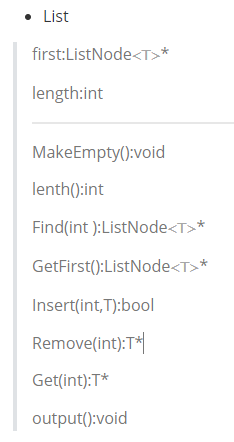 List
first:ListNode<T>*
length:int
MakeEmpty():void
lenth():int
Find(int ):ListNode<T>*
GetFirst():ListNode<T>*
Insert(int,T):bool
Remove(int):T*
Get(int):T*
output():void